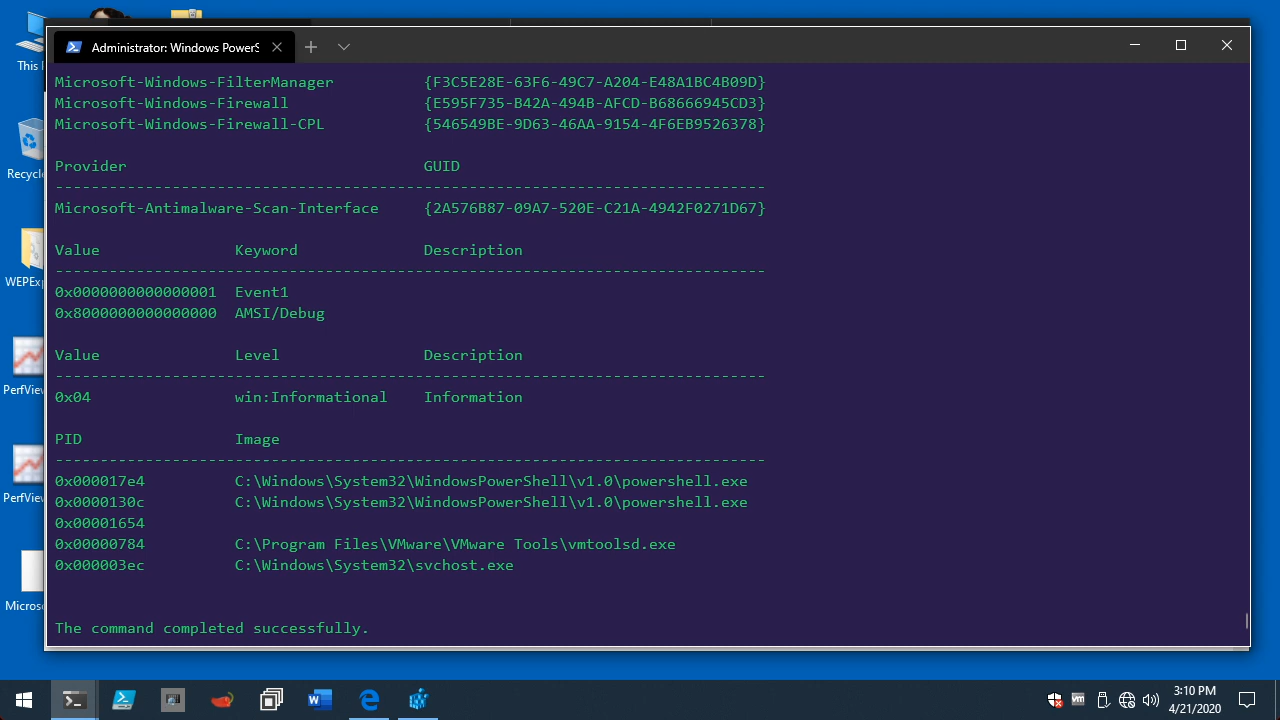 This
Administrator: Windows PowerS
Microsoft-Windows-FilterManager {F3C5E28E-63F6-49C7-A204-E48A1BC4B09D}
Microsoft-Windows-Firewall {E595F735-B42A-494B-AFCD-B68666945CD3}
Microsoft-Windows-Firewall-CPL {546549BE-9D63-46AA-9154-4F6EB9526378}
Provider GUID
-------------------------------------------------------------------------------
Microsoft-Antimalware-Scan-Interface {2A576B87-09A7-520E-C21A-4942F0271D67}
Value Keyword Description
-------------------------------------------------------------------------------
0x0000000000000001 Event1
0x8000000000000000 AMSI/Debug
Value Level Description
-------------------------------------------------------------------------------
0x04 win:Informational Information
PID Image
-------------------------------------------------------------------------------
0x000017e4 C:\Windows\System32\WindowsPowerShell\v1.0\powershell.exe
0x0000130c C:\Windows\System32\WindowsPowerShell\v1.0\powershell.exe
0x00001654
0x00000784 C:\Program Files\VMware\VMware Tools\vmtoolsd.exe
0x000003ec C:\Windows\System32\svchost.exe
The command completed successfully.
Recycle
WEPExp
PerfView
PerfView
Microso
3:10 PM
4/21/2020